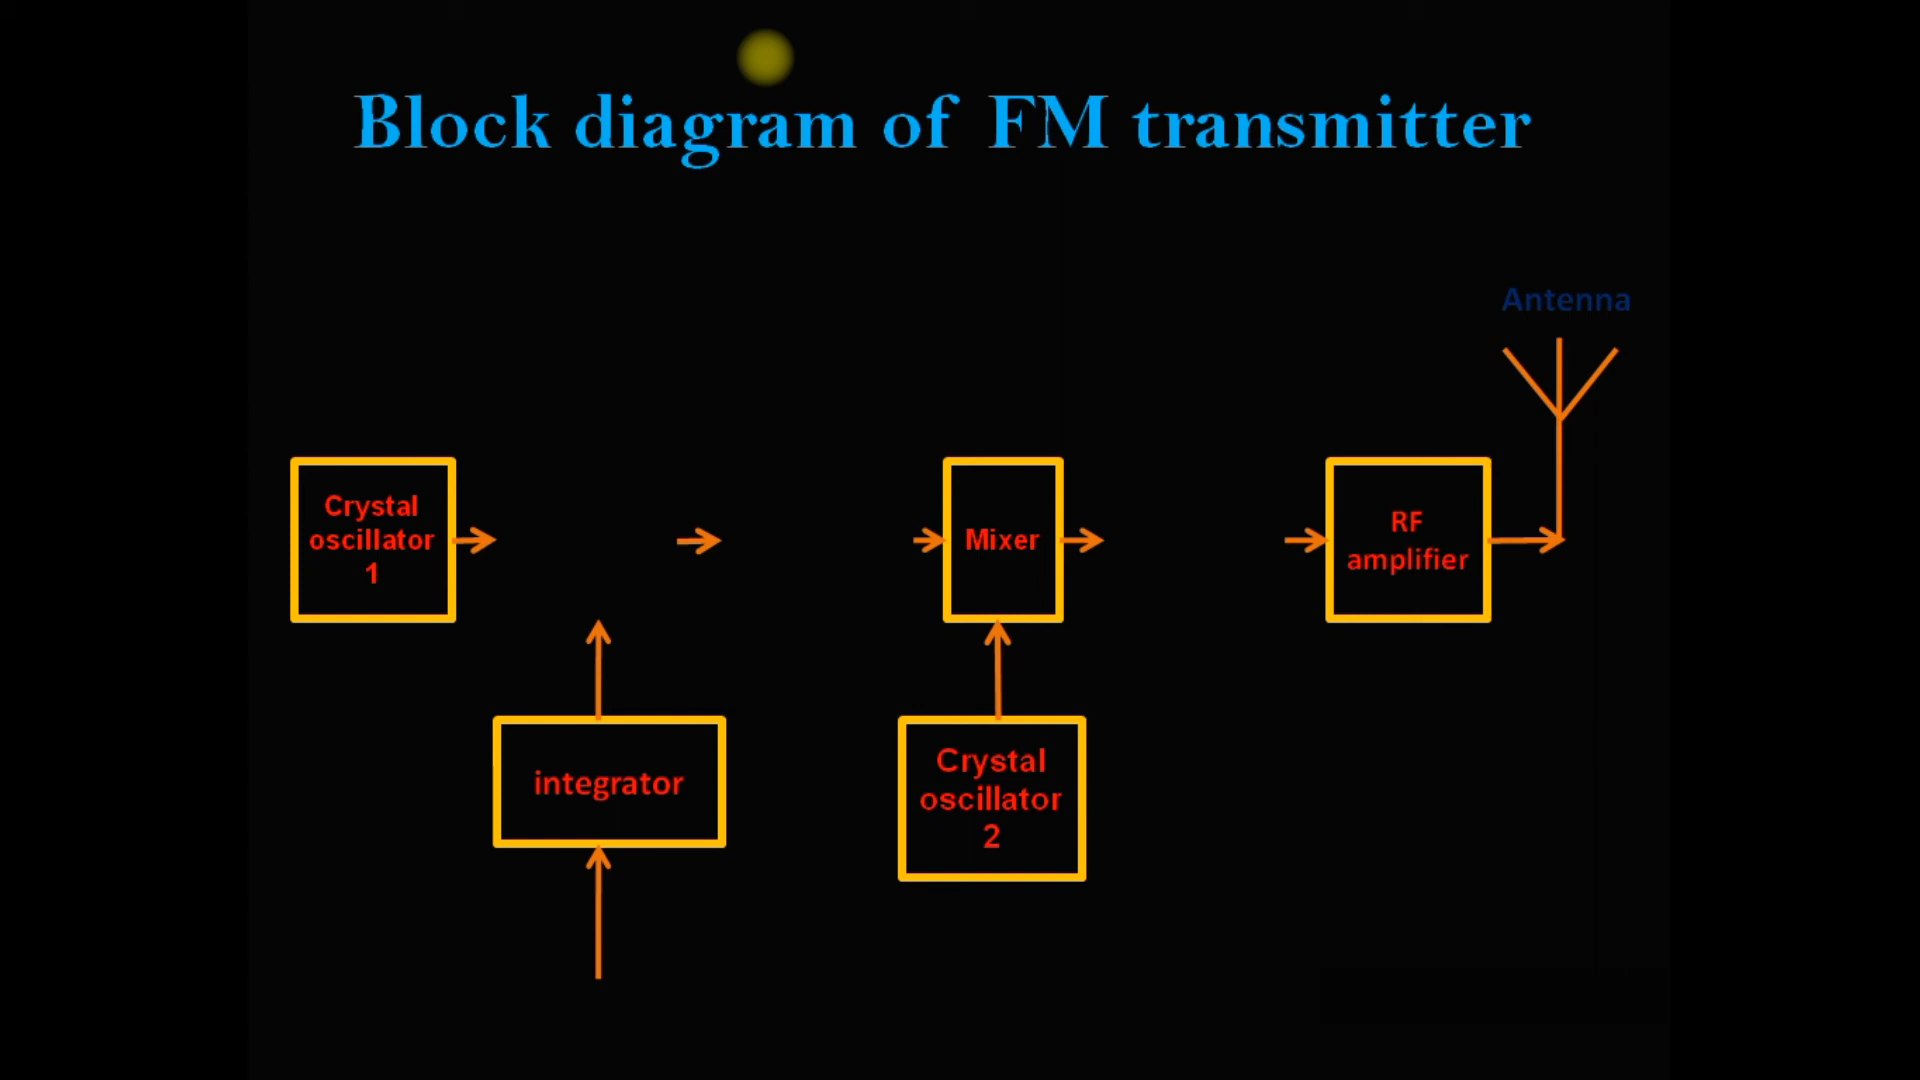 Block diagram of FM transmitter
Antenna
Crystal
oscillator
1
Mixer
RF
amplifier
integrator
Crystal
oscillator
2